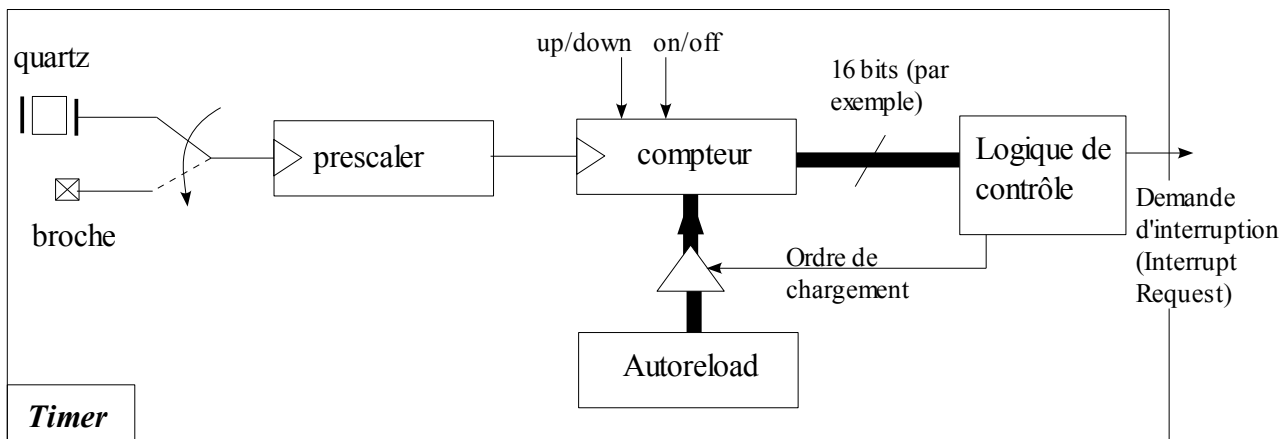 up/down on/off
quartz
16 bits (par
exemple)
prescaler
compteur
Logique de
contrôle
broche
Demande
d'interruption
(Interrupt
Request)
Ordre de
chargement
Autoreload
Timer